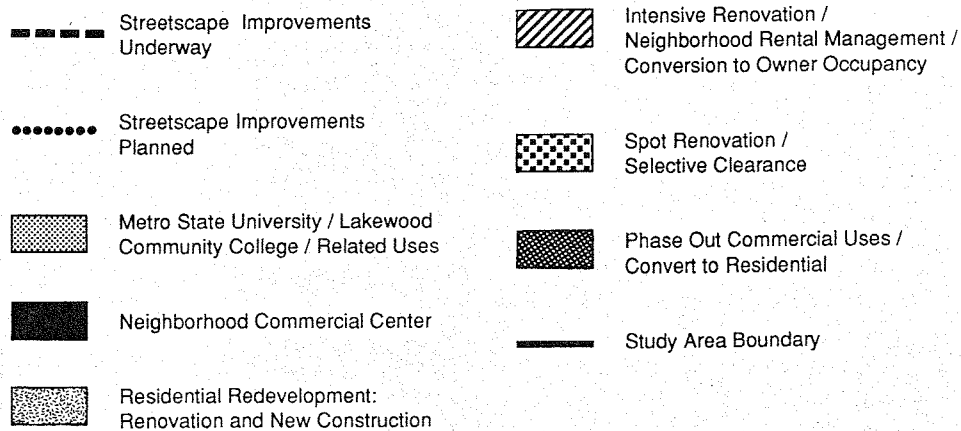 Streetscape Improvements
Underway
Streetscape Improvements
Planned
Metro State University / Lakewood
Community College / Related Uses
Neighborhood Commercial Center
Residential Redevelopment:
Renovation and New Construction
Intensive Renovation /
Neighborhood Rental Management /
Conversion to Owner Occupancy
Spot Renovation /
Selective Clearance
Phase Out Commercial Uses /
Convert to Residential
Study Area Boundary